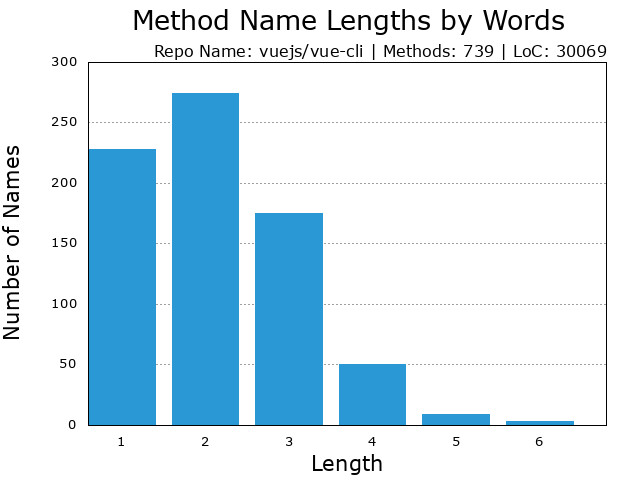 Method Name Lengths by Words
Repo Name: vuejs/vue-cli | Methods: 739 | LoC: 30069
300
250
200
150
100
50
0
Number of Names
1 2 3 4 5 6
Length